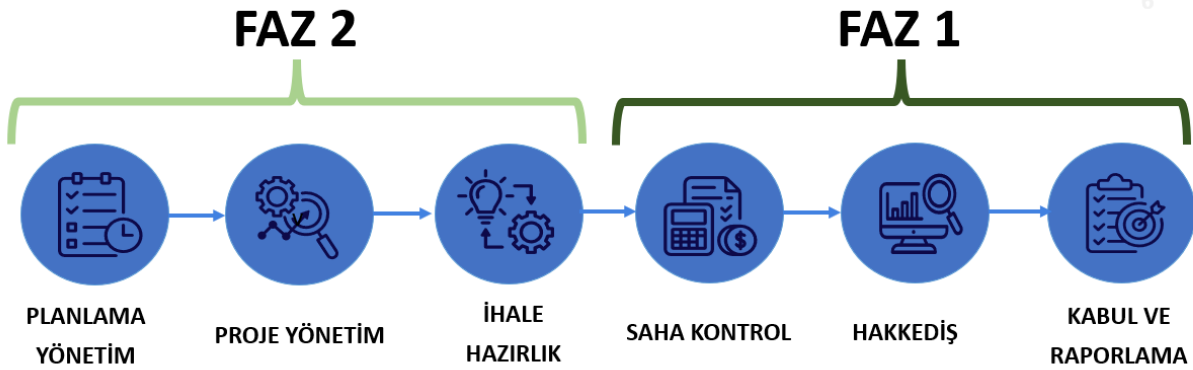 FAZ 2
FAZ 1
PLANLAMA
YÖNETİM
PROJE YÖNETİM
İHALE
HAZIRLIK
SAHA KONTROL
HAKKEDİŞ
KABUL VE
RAPORLAMA